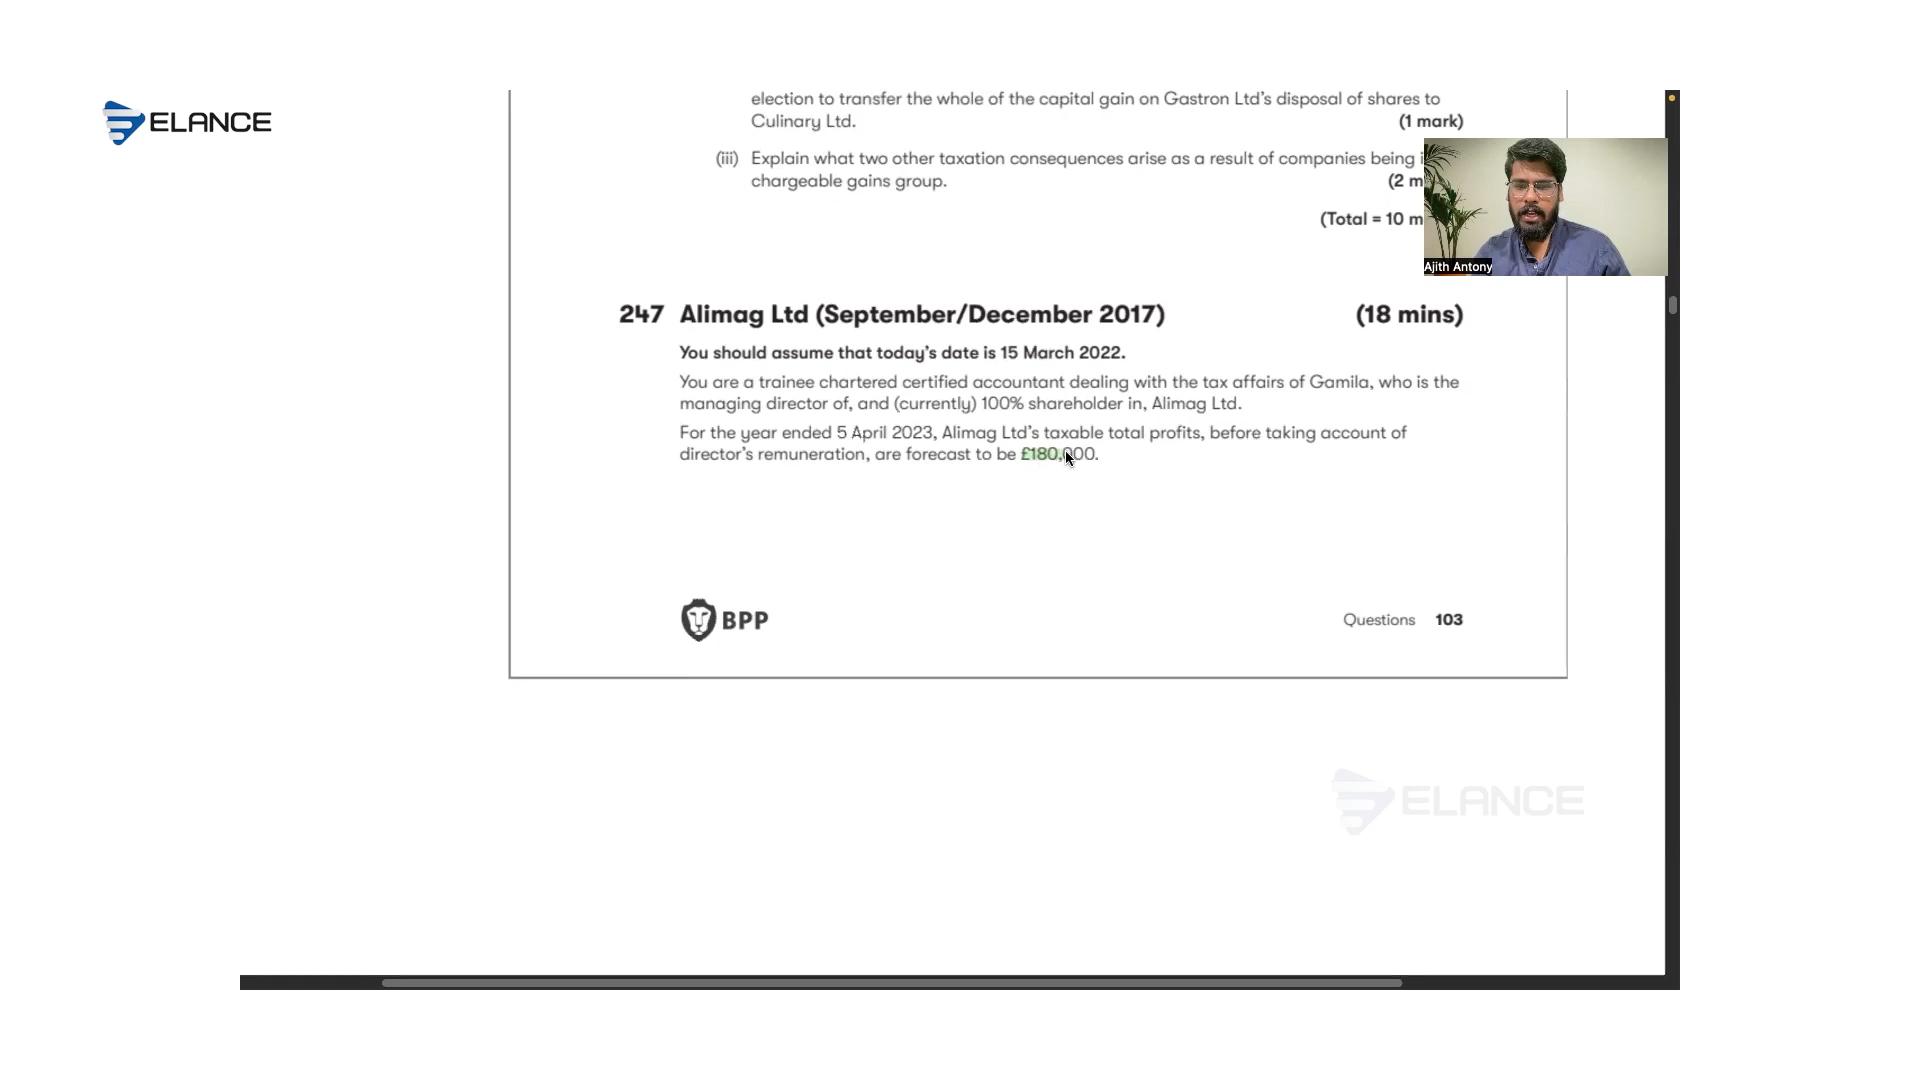 ELANCE
election to transfer the whole of the capital gain on Gastron Ltd's disposal of shares to
Culinary Ltd. (1 mark)
(iii) Explain what two other taxation consequences arise as a result of companies being
chargeable gains group. (2 m
(Total = 10 m
Ajith Antony
247 Alimag Ltd (September/December 2017) (18 mins)
You should assume that today's date is 15 March 2022.
You are a trainee chartered certified accountant dealing with the tax affairs of Gamila, who is the
managing director of, and (currently) 100% shareholder in, Alimag Ltd.
For the year ended 5 April 2023, Alimag Ltd's taxable total profits, before taking account of
director's remuneration, are forecast to be £180,000.
BPP
Questions 103
ELANCE